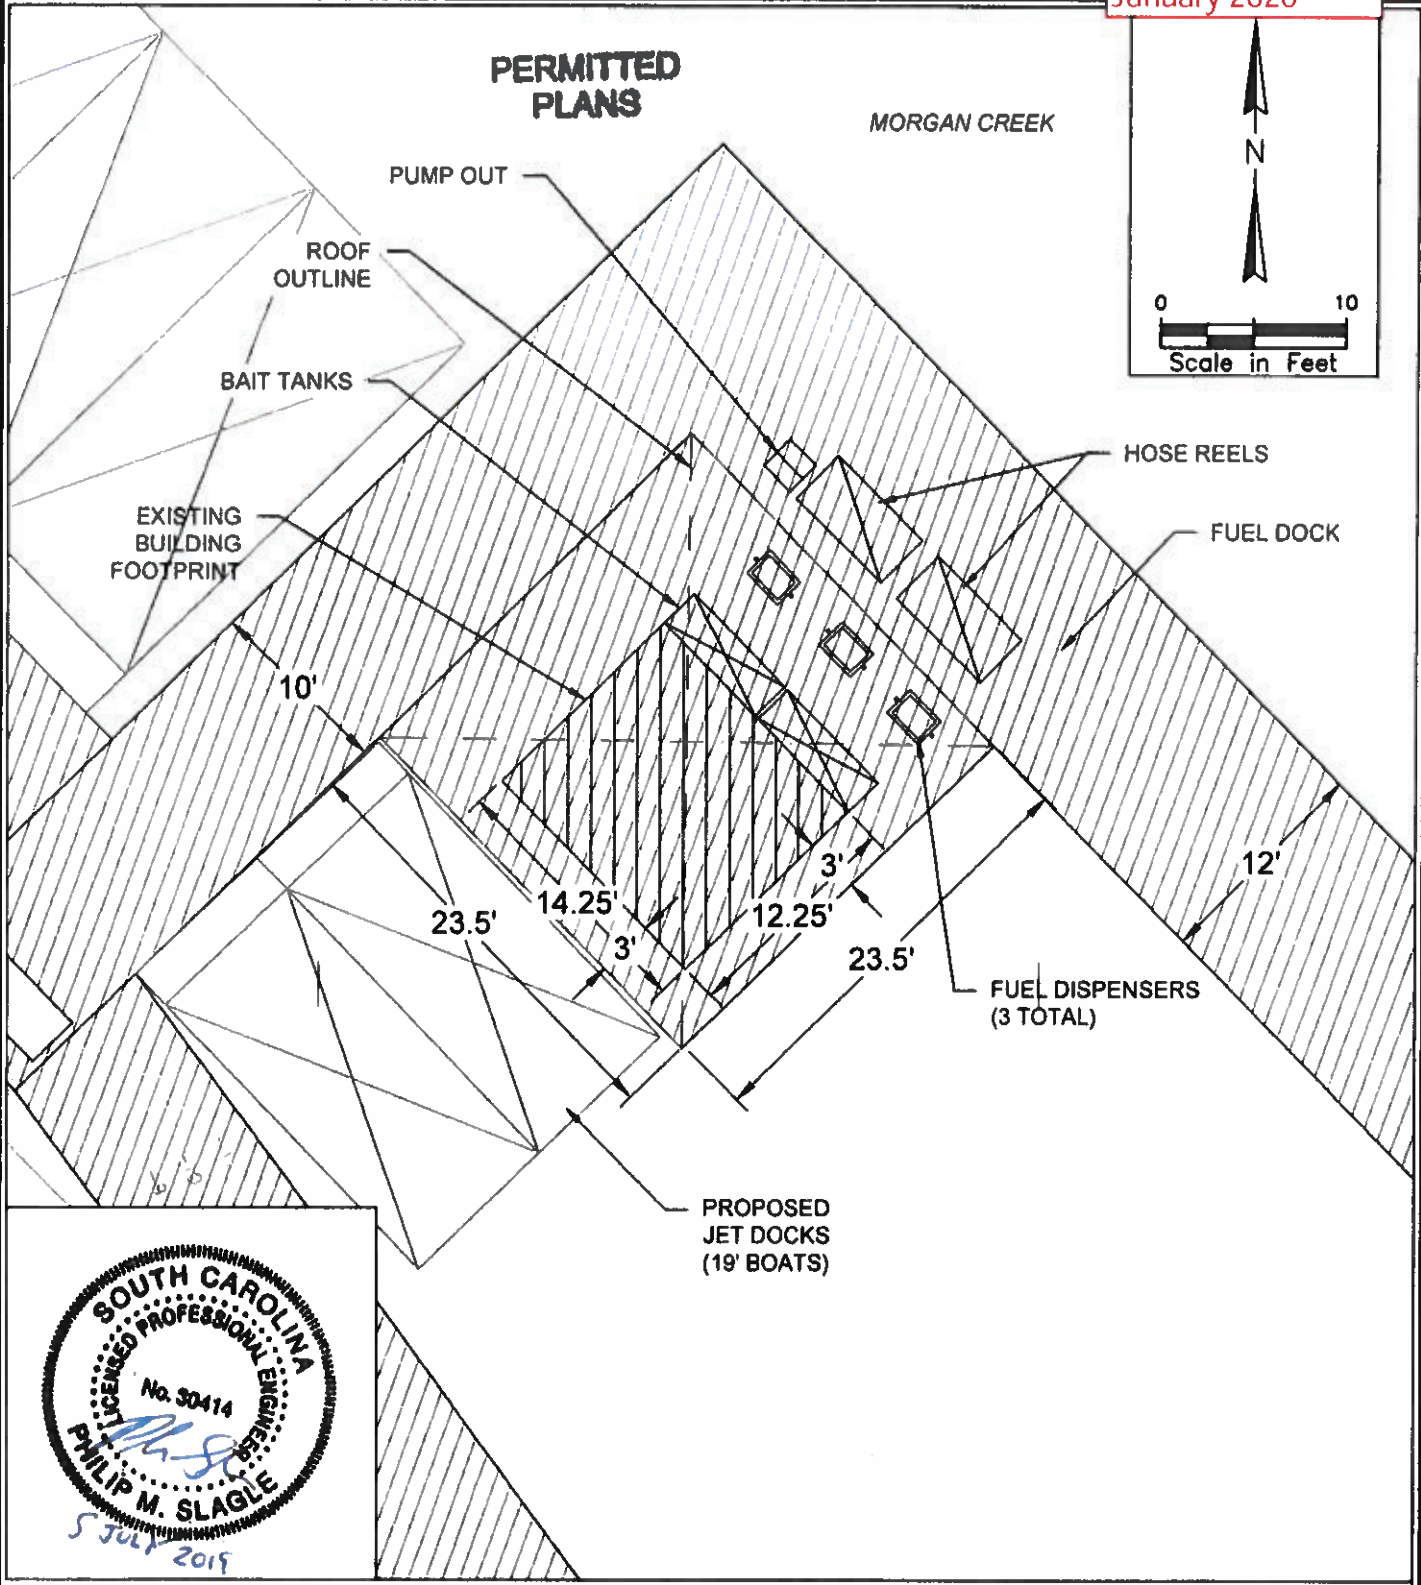 January 2020
PERMITTED
PLANS
MORGAN CREEK
N
0 10
Scale in Feet
PUMP OUT
ROOF
OUTLINE
BAIT TANKS
EXISTING
BUILDING
FOOTPRINT
HOSE REELS
FUEL DOCK
10'
12'
3'
14.25'
12.25'
23.5'
3'
23.5'
FUEL DISPENSERS
(3 TOTAL)
PROPOSED
JET DOCKS
(19' BOATS)
SOUTH CAROLINA
LICENSED PROFESSIONAL ENGINEER
No. 30414
PHILIP M. SLAGLE
5 JULY 2019